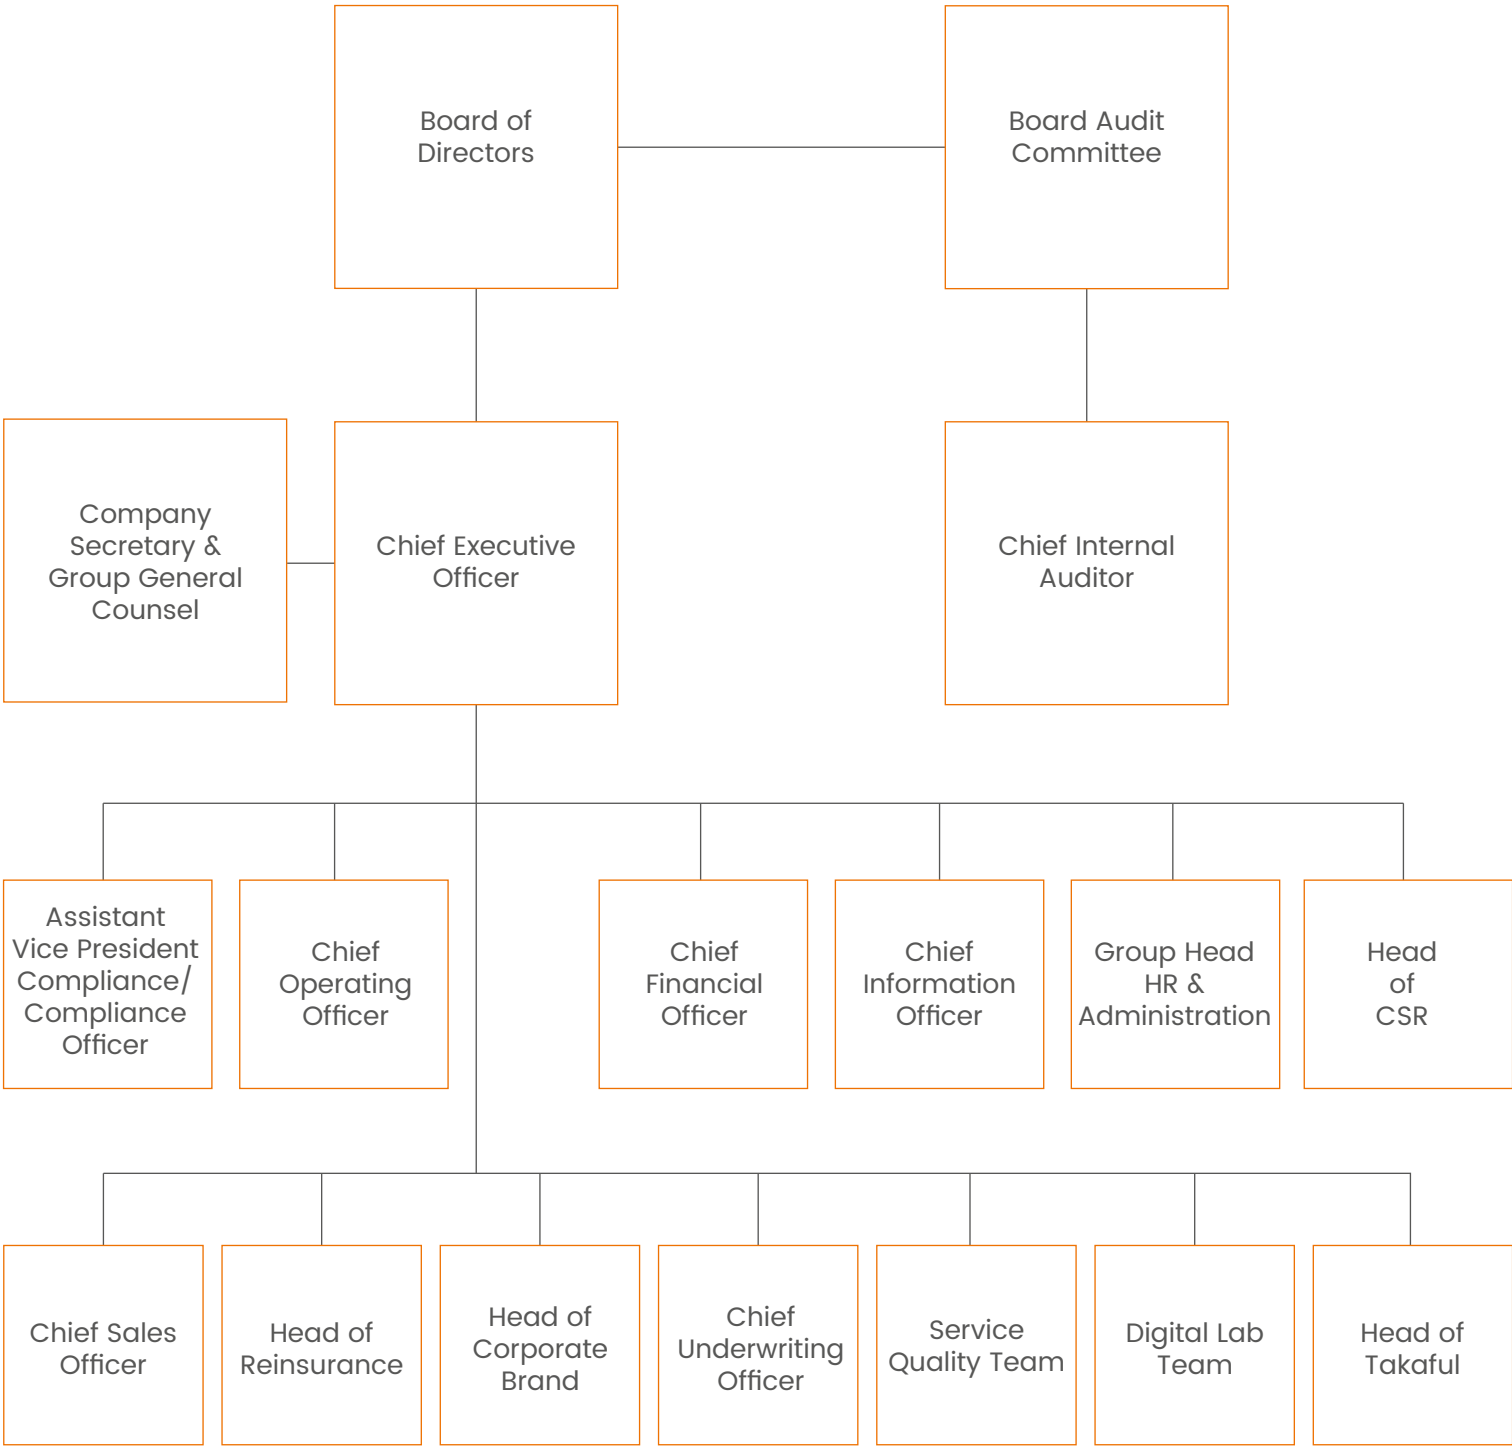 Board of
Directors
Board Audit
Committee
Company
Secretary &
Group General
Counsel
Chief Executive
Officer
Chief Internal
Auditor
Assistant
Vice President
Compliance/
Compliance
Officer
Chief
Operating
Officer
Chief
Financial
Officer
Chief
Information
Officer
Group Head
HR &
Administration
Head
of
CSR
Chief Sales
Officer
Head of
Reinsurance
Head of
Corporate
Brand
Chief
Underwriting
Officer
Service
Quality Team
Digital Lab
Team
Head of
Takaful